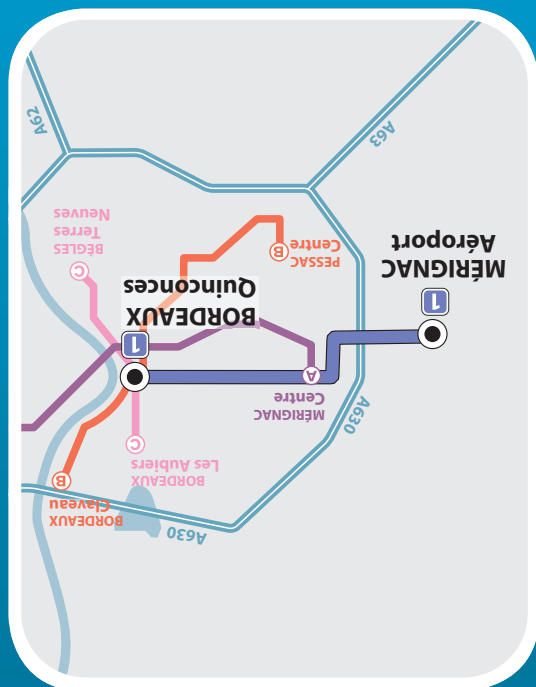 A630
BORDEAUX
Claveau
B
BORDEAUX
Les Aubiers
C
A630
MÉRIGNAC
Centre
A
1
BORDEAUX
Quinconces
1
MÉRIGNAC
Aéroport
PESSAC
Centre
B
C
BÈGLES
Terres
Neuves
A63
A62